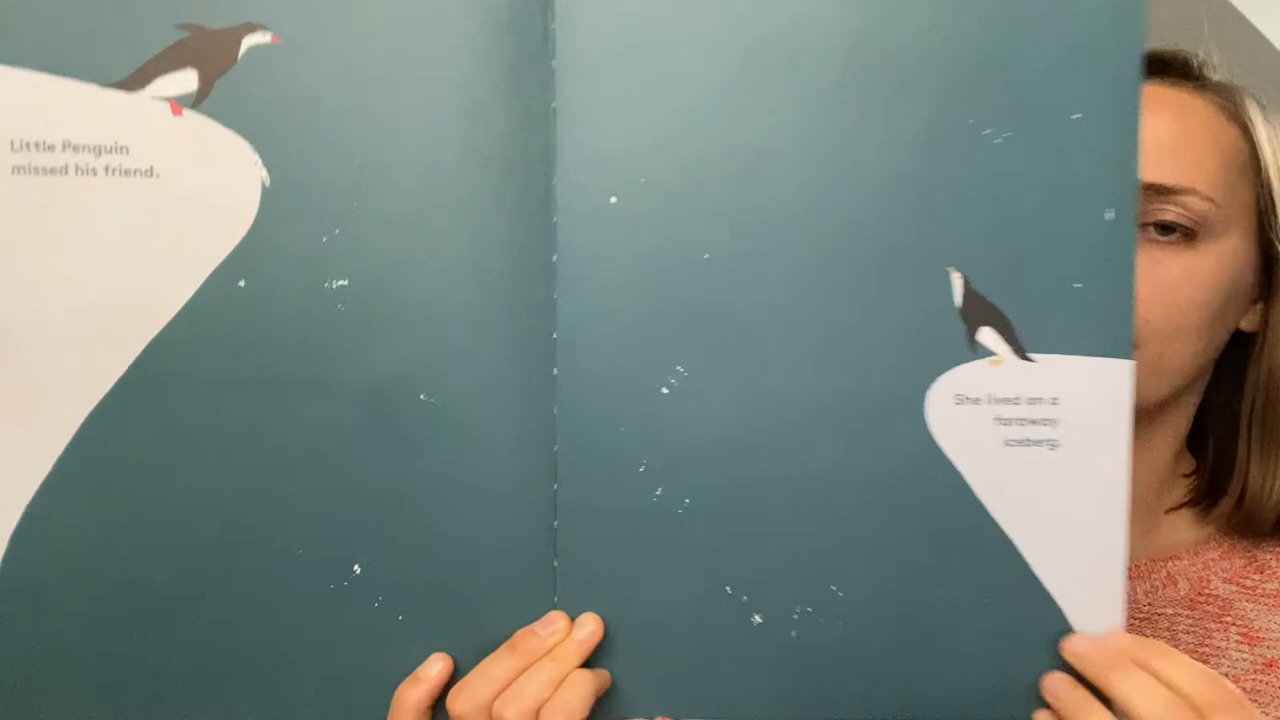 Little Penguin
missed his friend.
She lived on a
faraway
iceberg.